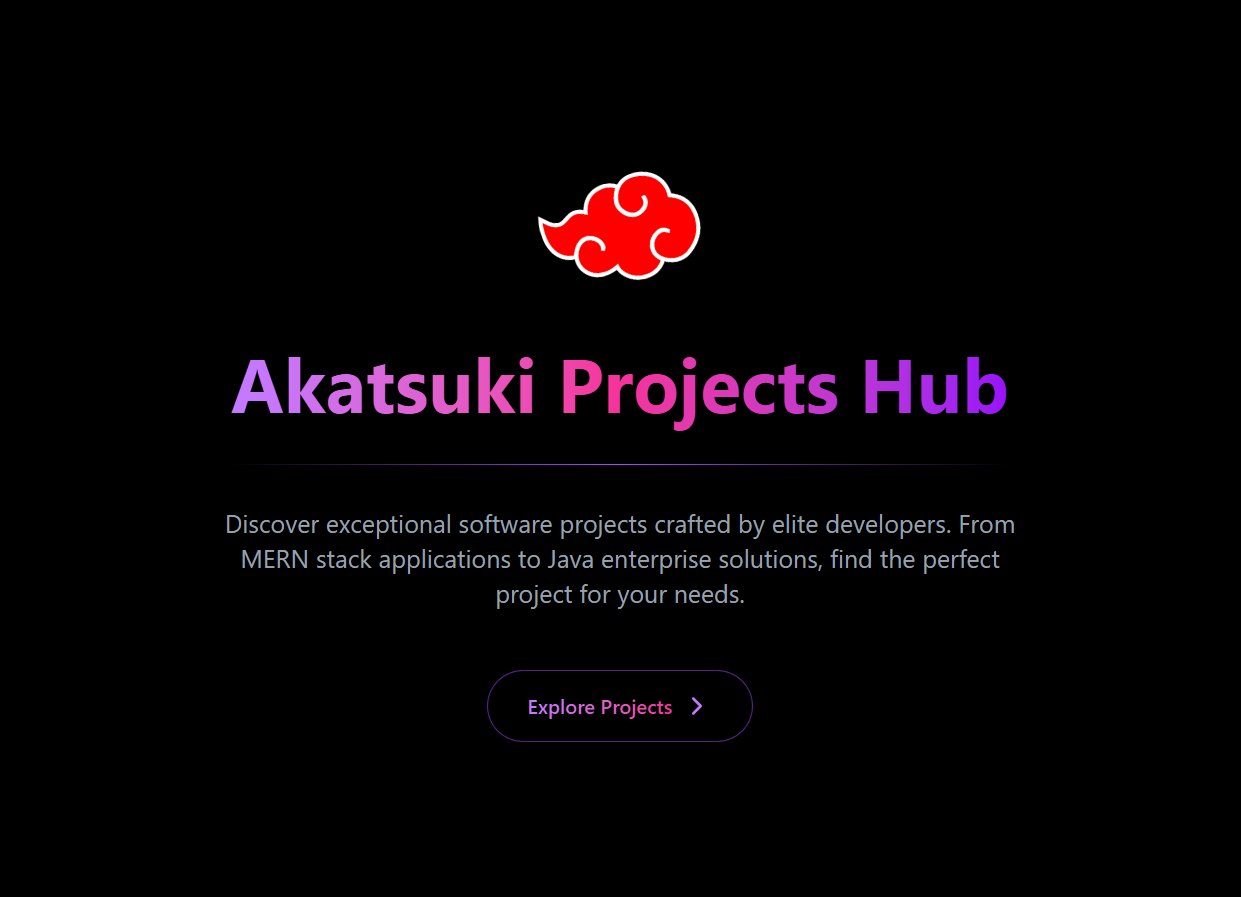 Akatsuki Projects Hub
Discover exceptional software projects crafted by elite developers. From
MERN stack applications to Java enterprise solutions, find the perfect
project for your needs.
Explore Projects